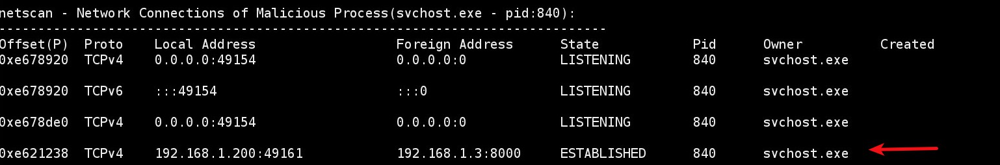 netscan - Network Connections of Malicious Process(svchost.exe - pid:840):
------------------------------------------------------------------------------
Offset(P) Proto Local Address Foreign Address State Pid Owner Created
0xe678920 TCPv4 0.0.0.0:49154 0.0.0.0:0 LISTENING 840 svchost.exe
0xe678920 TCPv6 :::49154 :::0 LISTENING 840 svchost.exe
0xe678de0 TCPv4 0.0.0.0:49154 0.0.0.0:0 LISTENING 840 svchost.exe
0xe621238 TCPv4 192.168.1.200:49161 192.168.1.3:8000 ESTABLISHED 840 svchost.exe